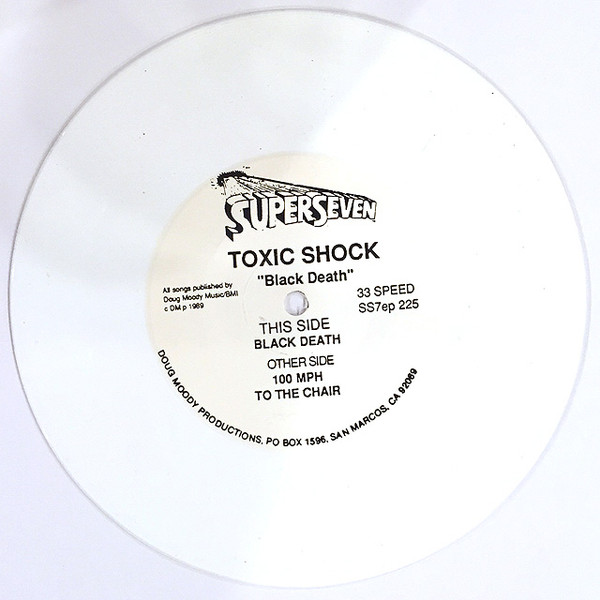 SUPERSEVEN
TOXIC SHOCK
"Black Death"
All songs published by
Doug Moody Music/BMI
c DM p 1989
33 SPEED
SS7ep 225
THIS SIDE
BLACK DEATH
OTHER SIDE
100 MPH
TO THE CHAIR
DOUG MOODY PRODUCTIONS, PO BOX 1596, SAN MARCOS, CA 92069